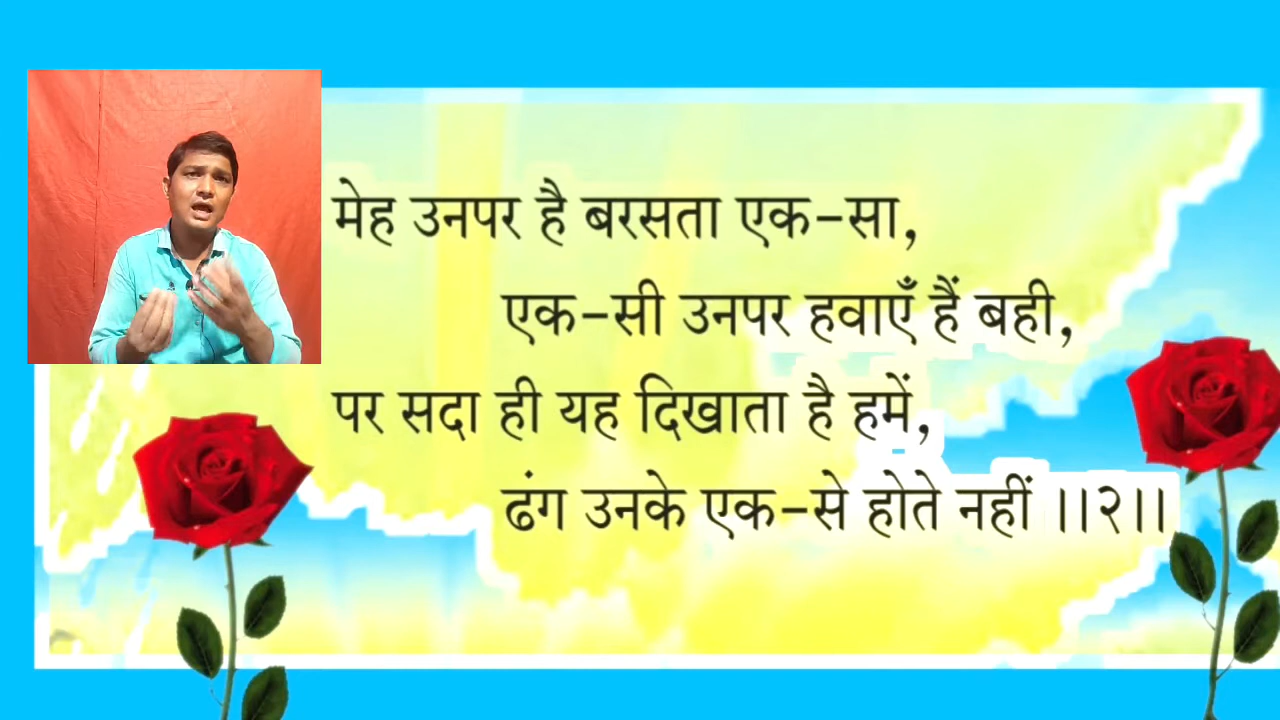 मेह उनपर है बरसता एक-सा,
एक-सी उनपर हवाएँ हैं बही,
पर सदा ही यह दिखाता है हमें,
ढंग उनके एक-से होते नहीं ।।२।।